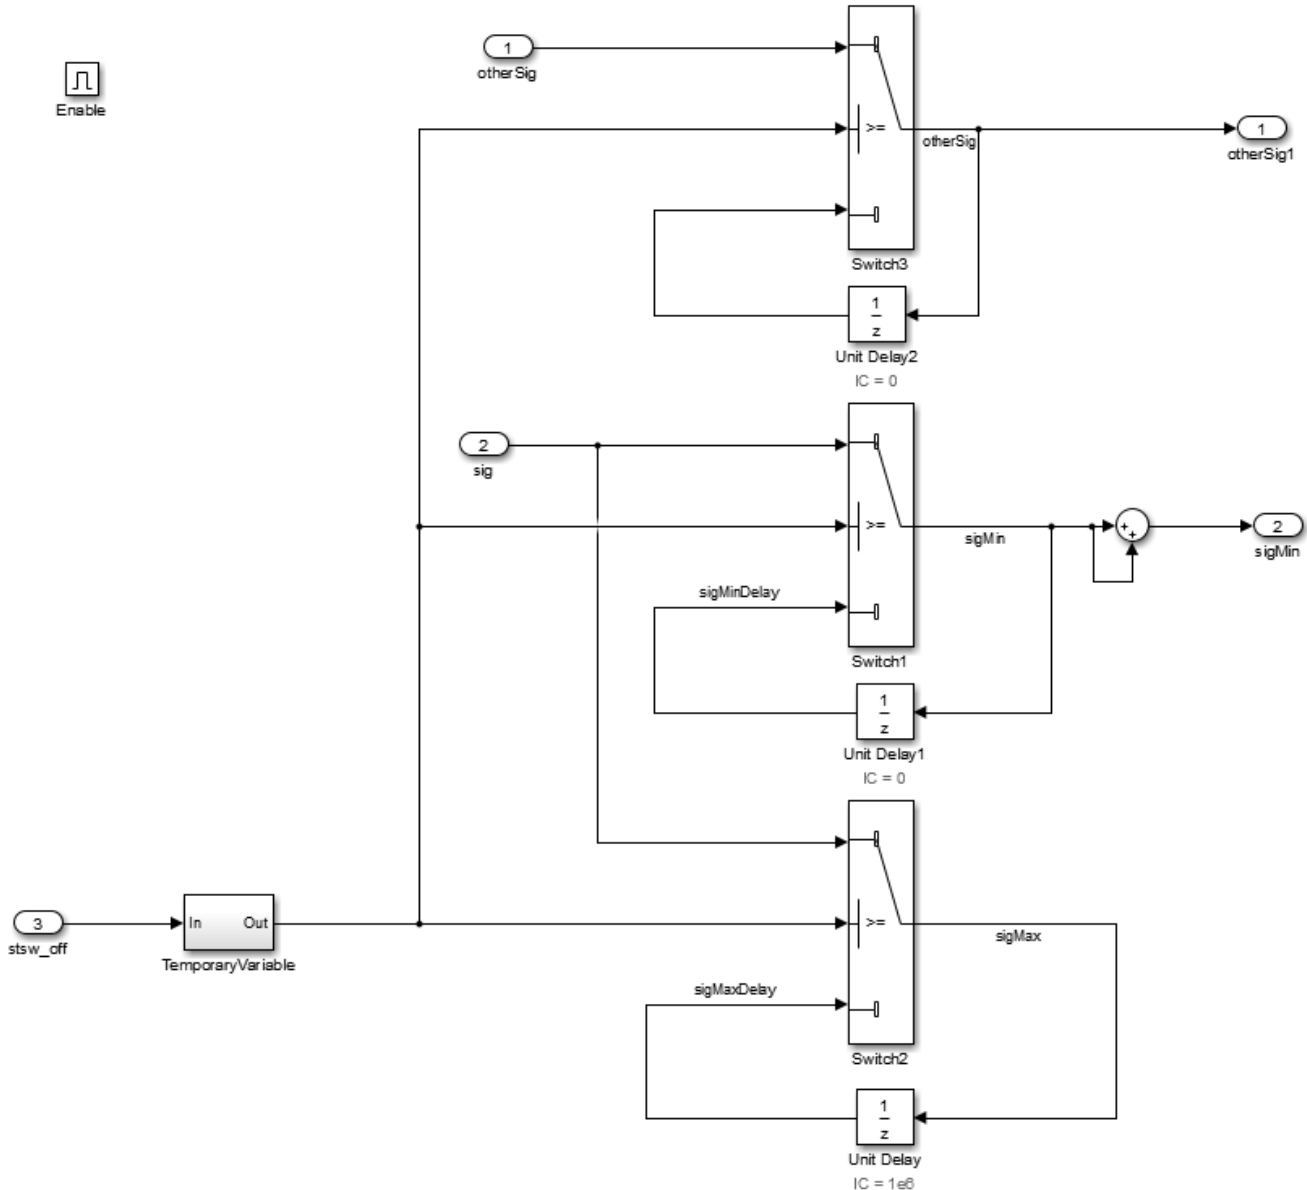 1
otherSig
Enable
>=
otherSig
1
otherSig1
Switch3
1
z
Unit Delay2
IC = 0
2
sig
>=
sigMin
+
+
2
sigMin
sigMinDelay
Switch1
1
z
Unit Delay1
IC = 0
3
stsw_off
In Out
TemporaryVariable
>=
sigMax
sigMaxDelay
Switch2
1
z
Unit Delay
IC = 1e6